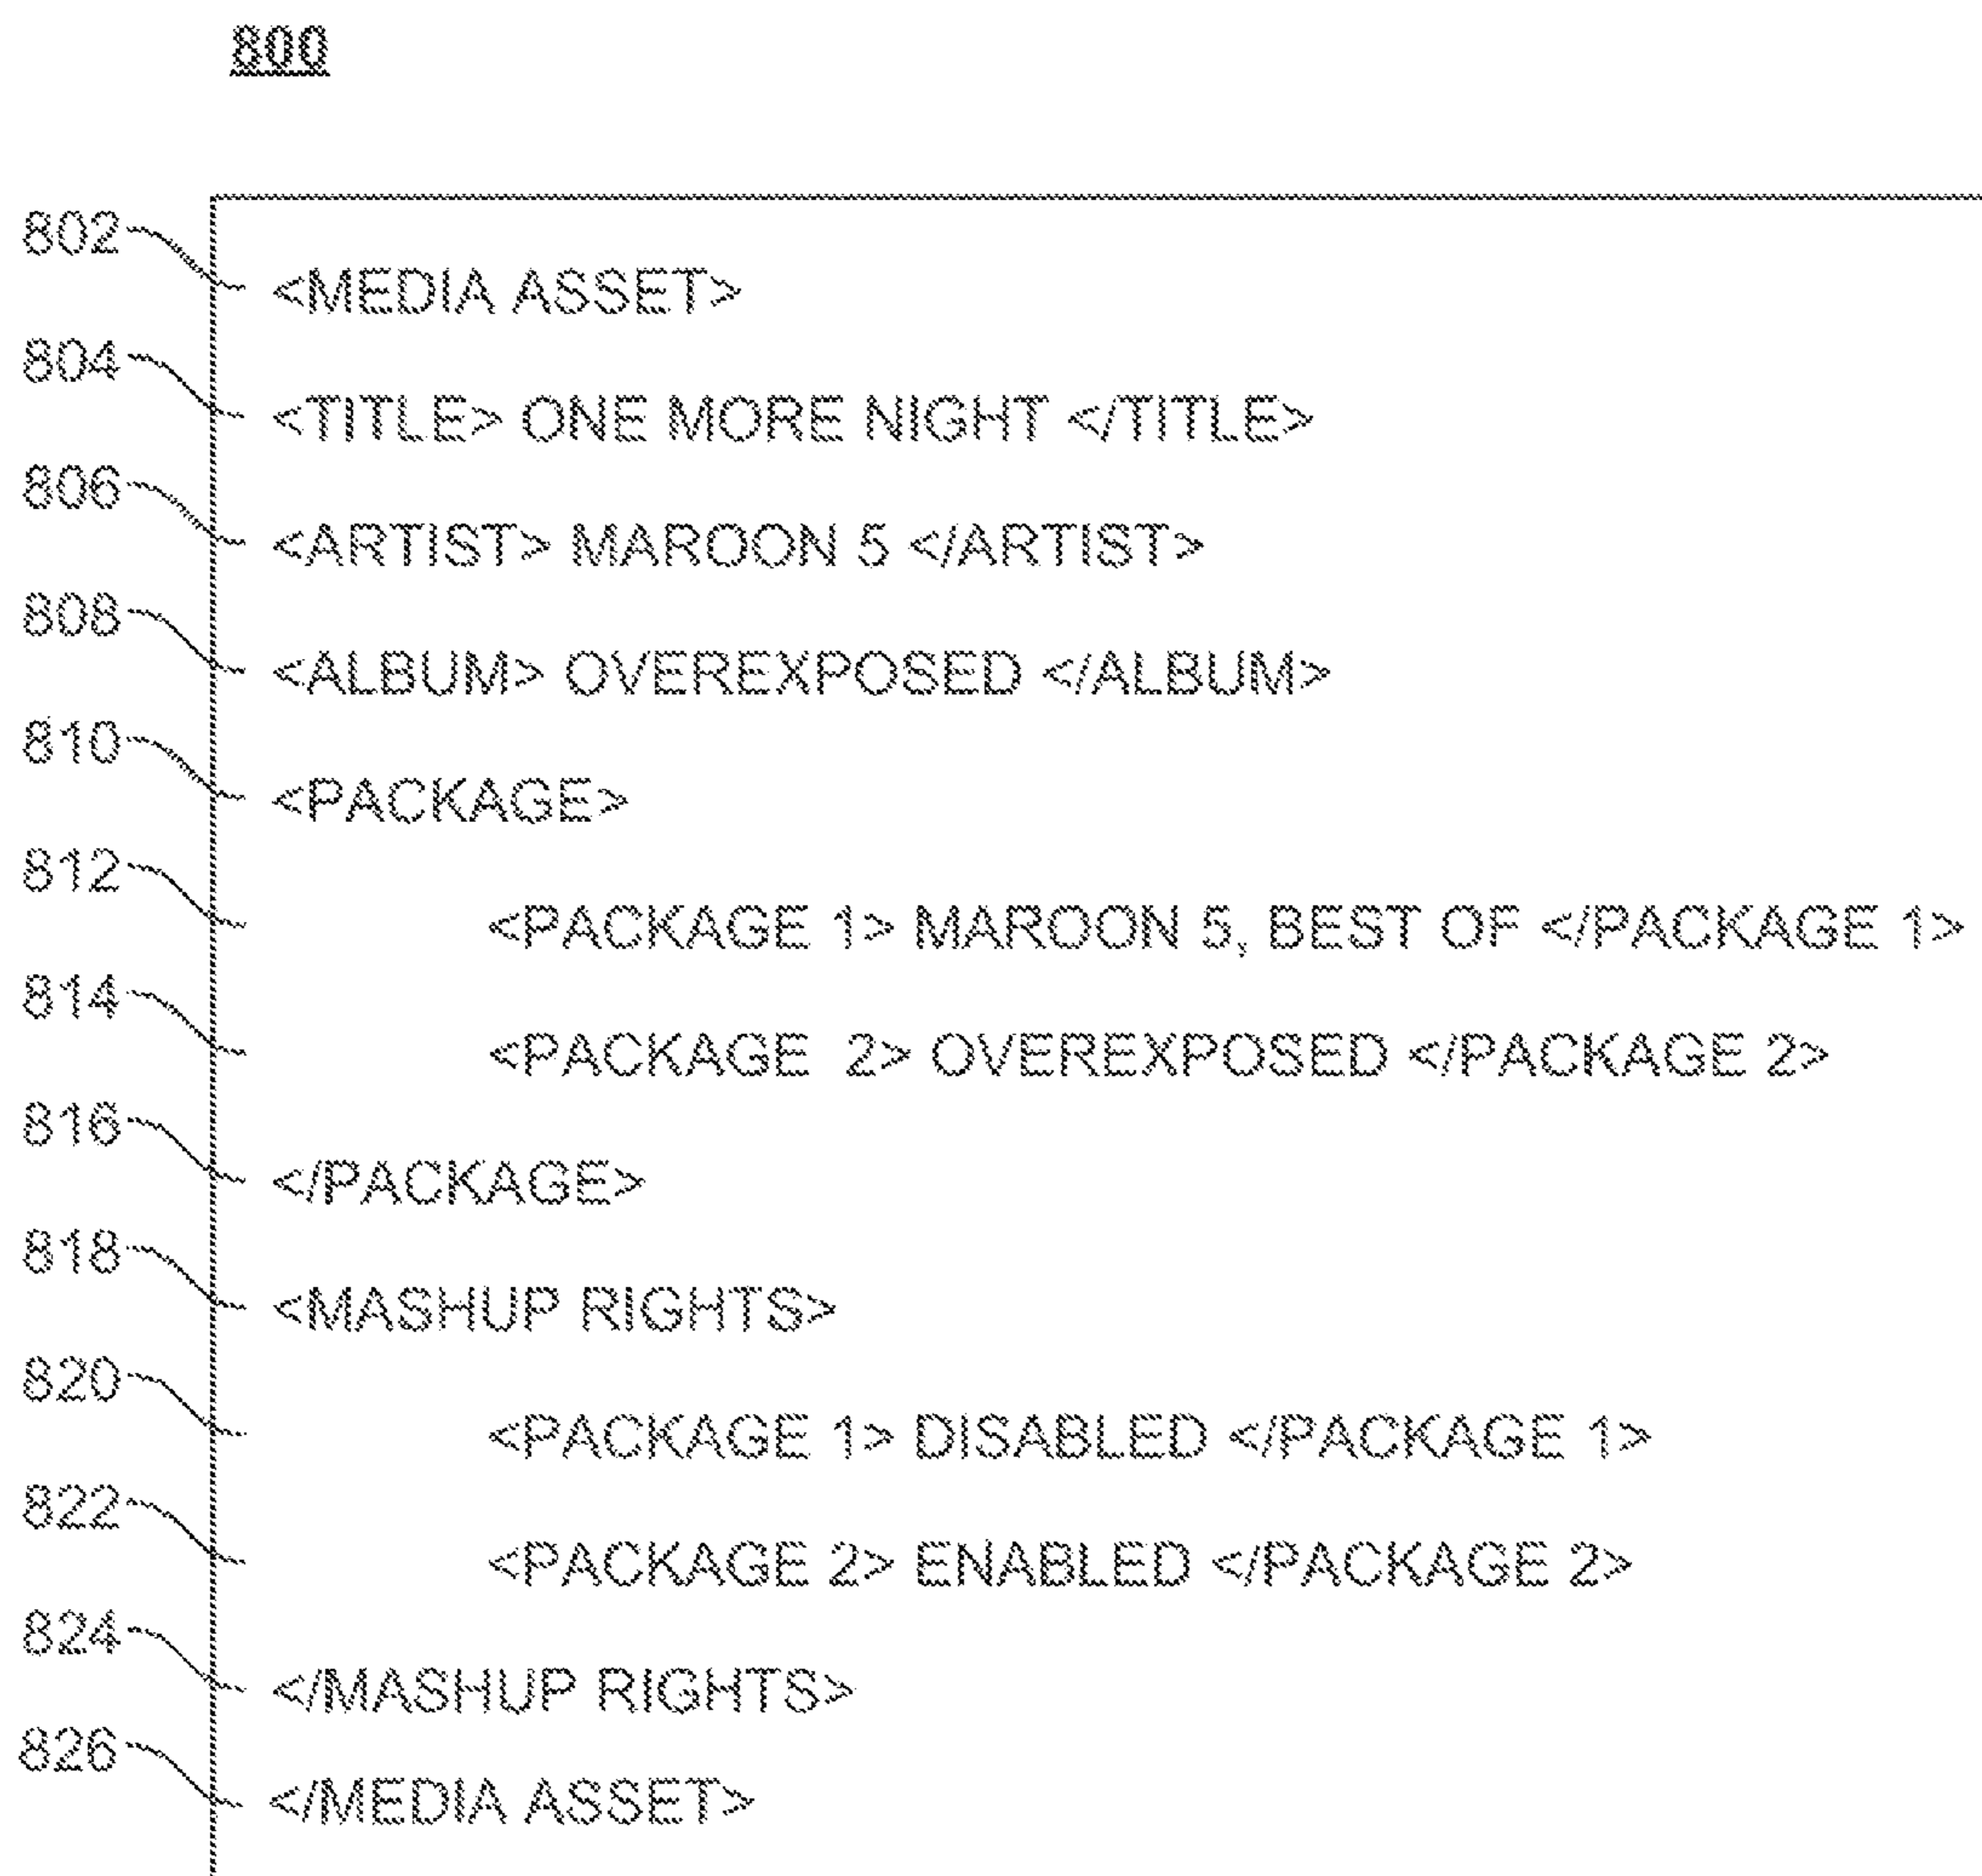 800
802
<MEDIA ASSET>
804
<TITLE> ONE MORE NIGHT </TITLE>
806
<ARTIST> MAROON 5 </ARTIST>
808
<ALBUM> OVEREXPOSED </ALBUM>
810
<PACKAGE>
812
<PACKAGE 1> MAROON 5, BEST OF </PACKAGE 1>
814
<PACKAGE 2> OVEREXPOSED </PACKAGE 2>
816
</PACKAGE>
818
<MASHUP RIGHTS>
820
<PACKAGE 1> DISABLED </PACKAGE 1>
822
<PACKAGE 2> ENABLED </PACKAGE 2>
824
</MASHUP RIGHTS>
826
</MEDIA ASSET>